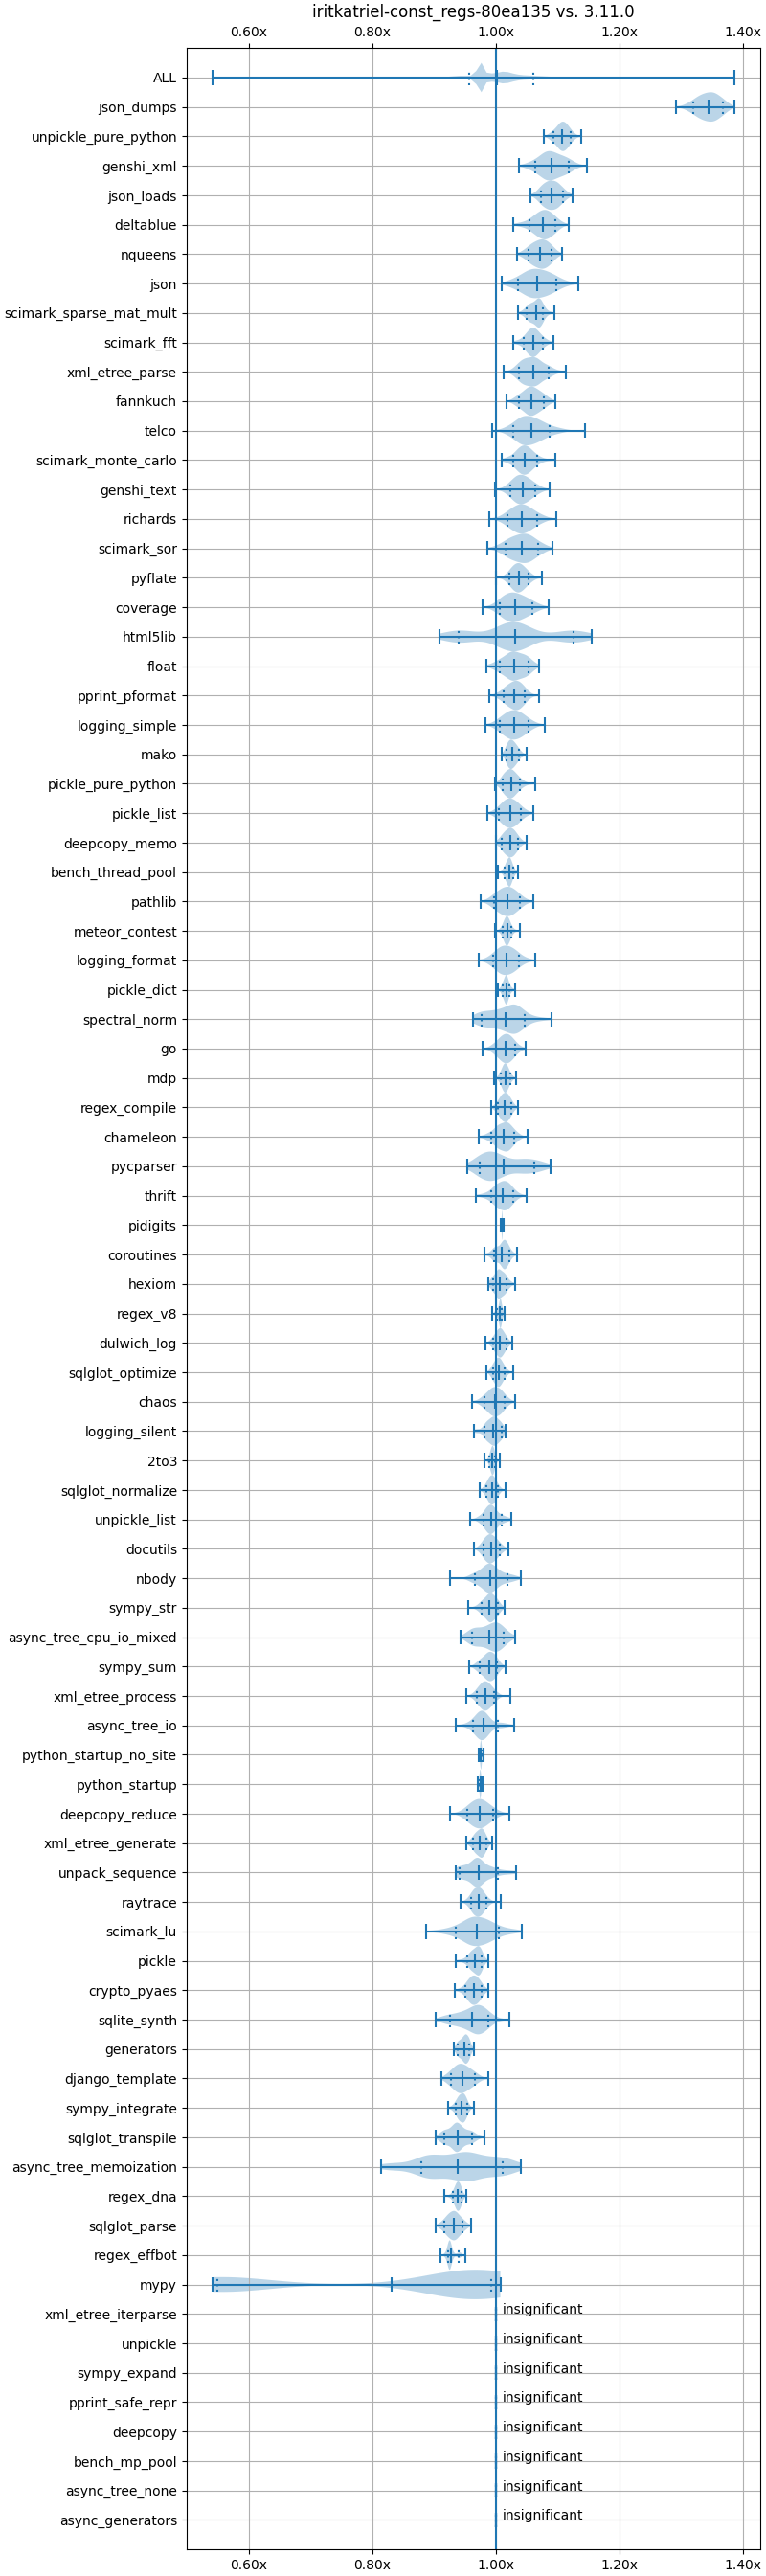 iritkatriel-const_regs-80ea135 vs. 3.11.0
0.60x 0.80x 1.00x 1.20x 1.40x
ALL
json_dumps
unpickle_pure_python
genshi_xml
json_loads
deltablue
nqueens
json
scimark_sparse_mat_mult
scimark_fft
xml_etree_parse
fannkuch
telco
scimark_monte_carlo
genshi_text
richards
scimark_sor
pyflate
coverage
html5lib
float
pprint_pformat
logging_simple
mako
pickle_pure_python
pickle_list
deepcopy_memo
bench_thread_pool
pathlib
meteor_contest
logging_format
pickle_dict
spectral_norm
go
mdp
regex_compile
chameleon
pycparser
thrift
pidigits
coroutines
hexiom
regex_v8
dulwich_log
sqlglot_optimize
chaos
logging_silent
2to3
sqlglot_normalize
unpickle_list
docutils
nbody
sympy_str
async_tree_cpu_io_mixed
sympy_sum
xml_etree_process
async_tree_io
python_startup_no_site
python_startup
deepcopy_reduce
xml_etree_generate
unpack_sequence
raytrace
scimark_lu
pickle
crypto_pyaes
sqlite_synth
generators
django_template
sympy_integrate
sqlglot_transpile
async_tree_memoization
regex_dna
sqlglot_parse
regex_effbot
mypy
xml_etree_iterparse insignificant
unpickle insignificant
sympy_expand insignificant
pprint_safe_repr insignificant
deepcopy insignificant
bench_mp_pool insignificant
async_tree_none insignificant
async_generators insignificant
0.60x 0.80x 1.00x 1.20x 1.40x